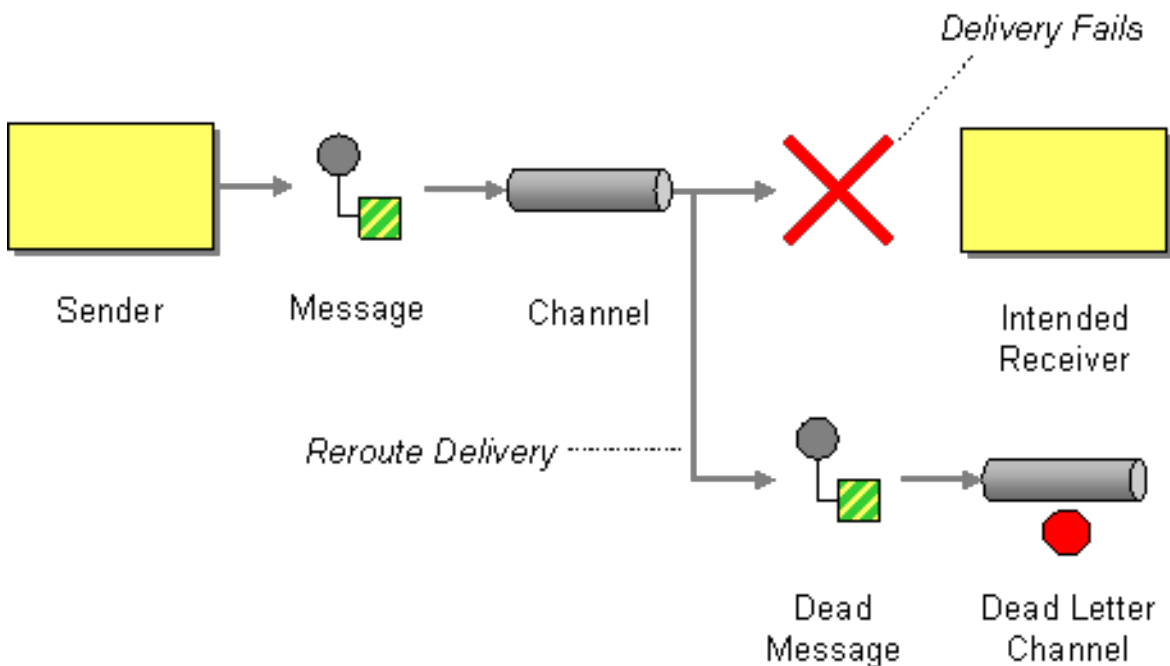 Delivery Fails
Sender
Message
Channel
Intended
Receiver
Reroute Delivery
Dead
Message
Dead Letter
Channel